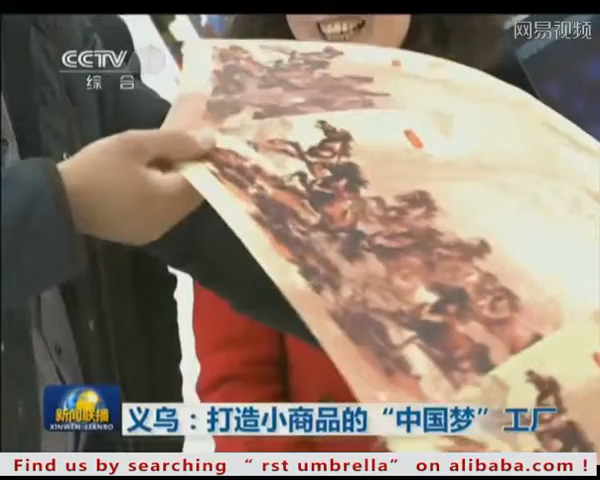 CCTV
综合
网易视频
新闻联播
XINWEN LIANBO
义乌：打造小商品的“中国梦”工厂
Find us by searching “ rst umbrella” on alibaba.com !